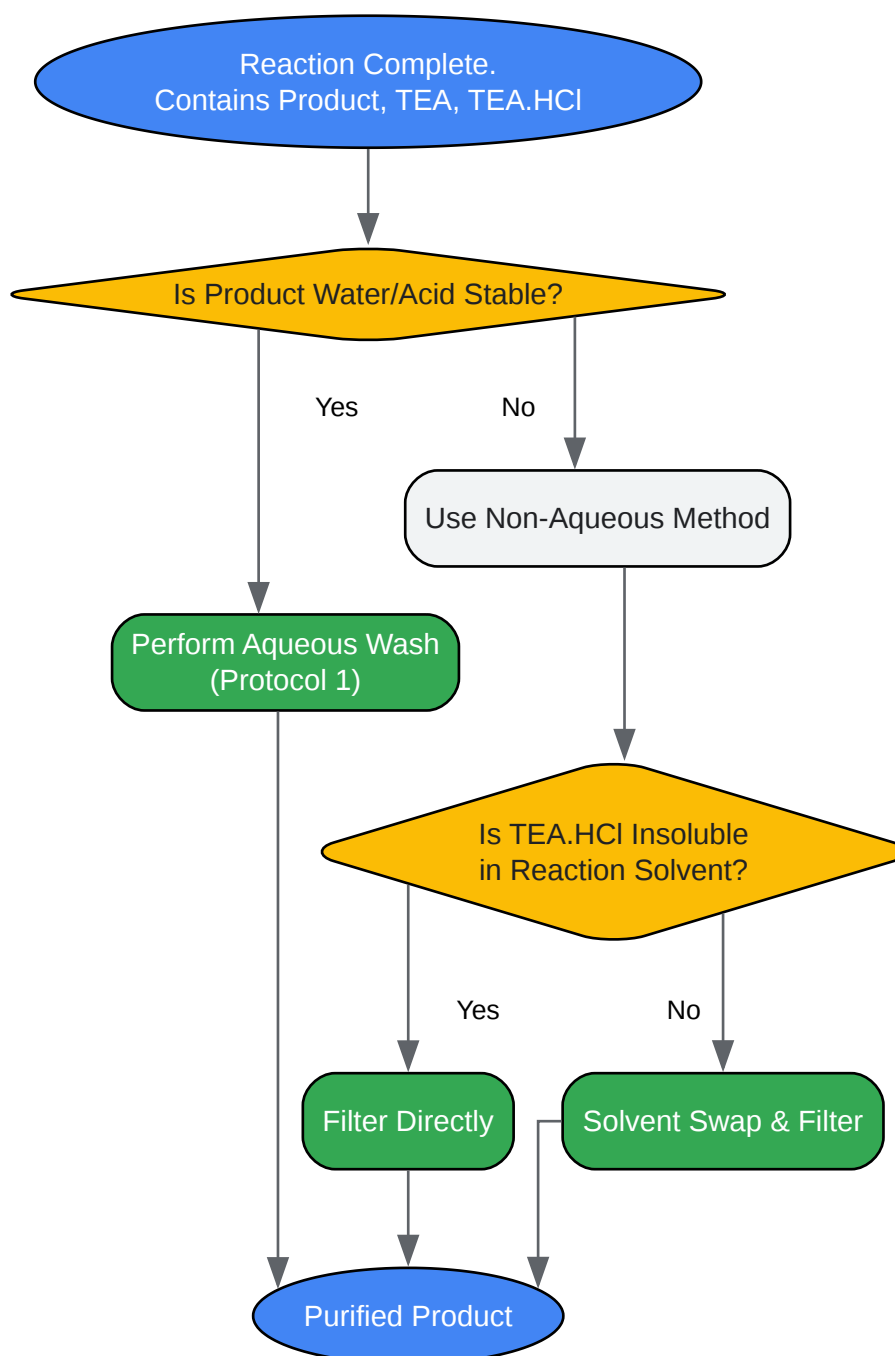 Reaction Complete.
Contains Product, TEA, TEA.HCl
Is Product Water/Acid Stable?
Yes
No
Use Non-Aqueous Method
Perform Aqueous Wash
(Protocol 1)
Is TEA.HCl Insoluble
in Reaction Solvent?
Yes
No
Filter Directly
Solvent Swap & Filter
Purified Product